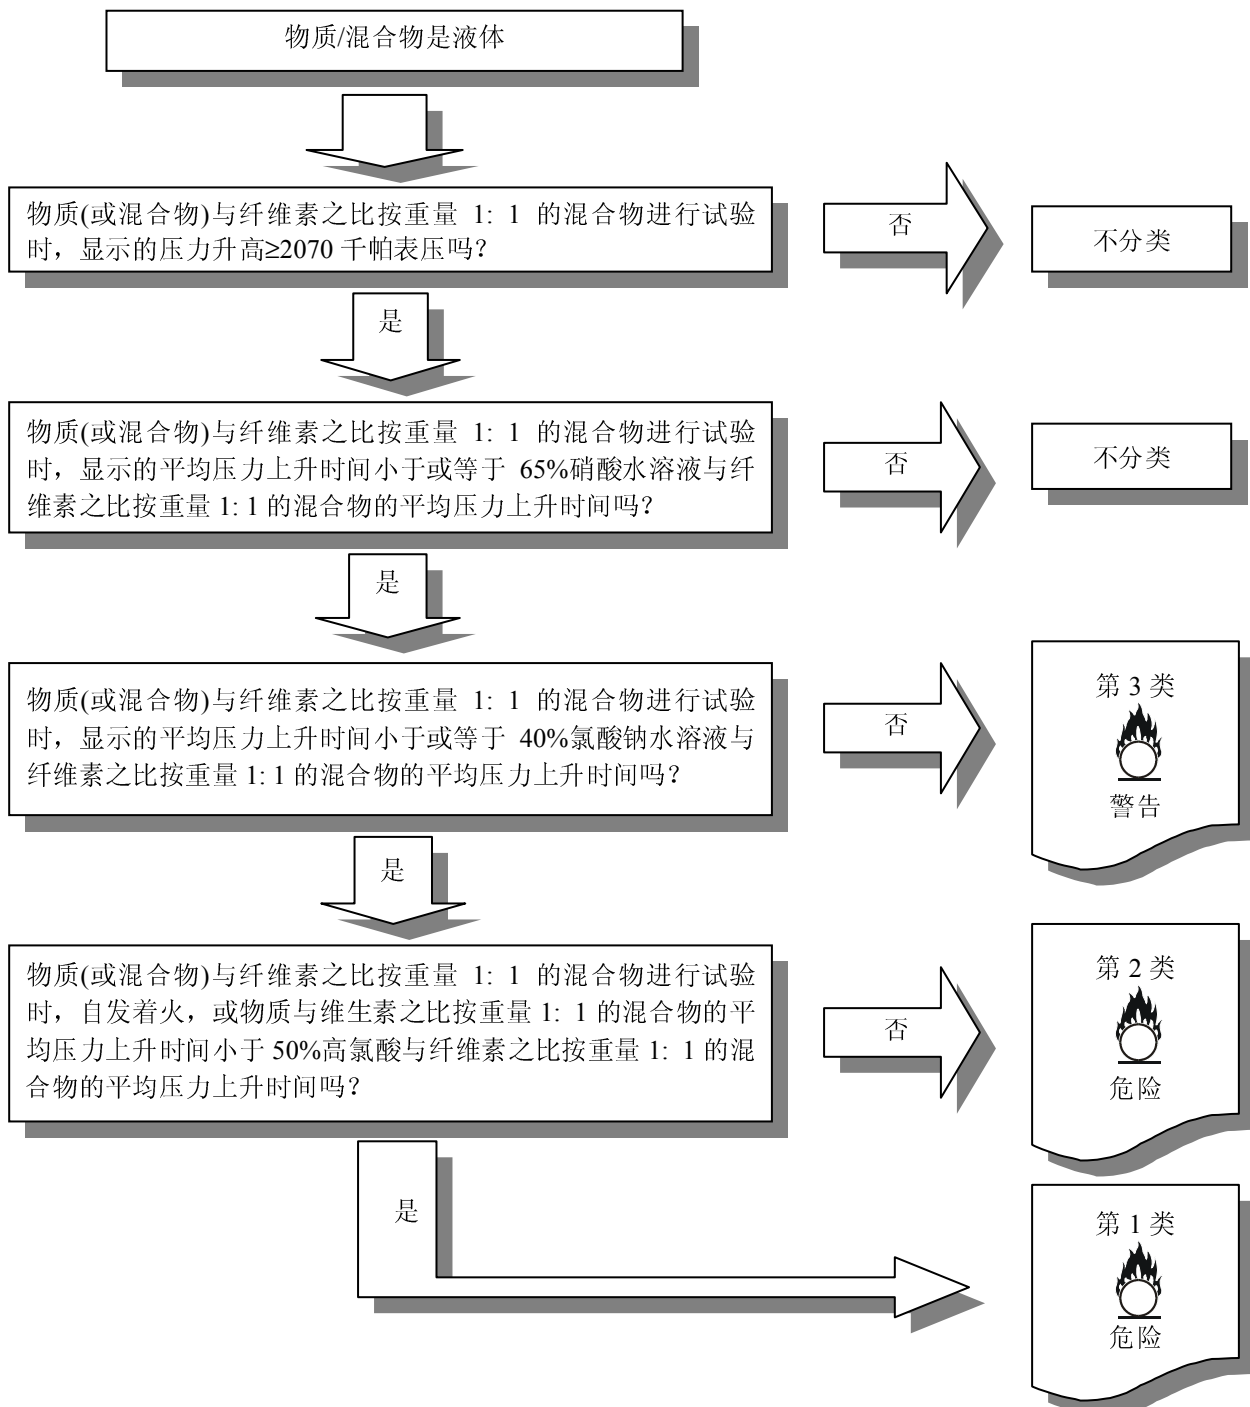 物质/混合物是液体
物质(或混合物)与纤维素之比按重量 1: 1 的混合物进行试验
时，显示的压力升高≥2070 千帕表压吗？
否
不分类
是
物质(或混合物)与纤维素之比按重量 1: 1 的混合物进行试验
时，显示的平均压力上升时间小于或等于 65%硝酸水溶液与纤
维素之比按重量 1: 1 的混合物的平均压力上升时间吗？
否
不分类
是
物质(或混合物)与纤维素之比按重量 1: 1 的混合物进行试验
时，显示的平均压力上升时间小于或等于 40%氯酸钠水溶液与
纤维素之比按重量 1: 1 的混合物的平均压力上升时间吗？
否
第 3 类
警告
是
物质(或混合物)与纤维素之比按重量 1: 1 的混合物进行试验
时，自发着火，或物质与维生素之比按重量 1: 1 的混合物的平
均压力上升时间小于 50%高氯酸与纤维素之比按重量 1: 1 的混
合物的平均压力上升时间吗？
否
第 2 类
危险
是
第 1 类
危险